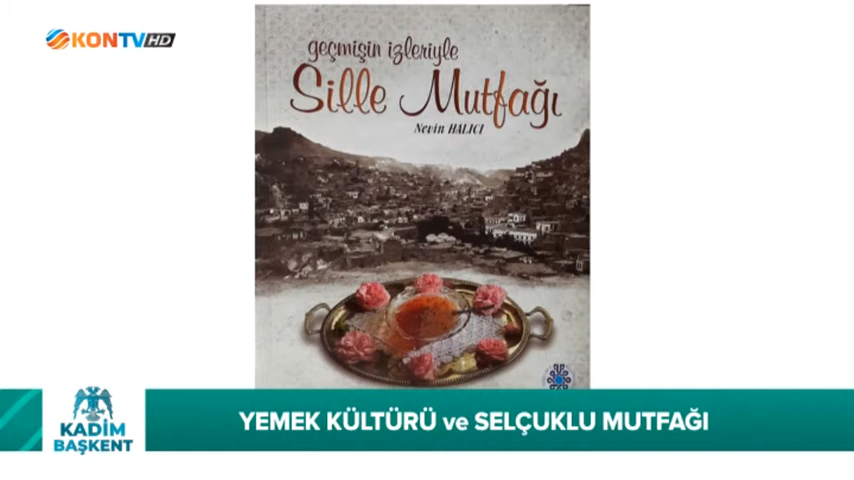 KONTV HD
geçmişin izleriyle
Sille Mutfağı
Nevin HALICI
KADİM
BAŞKENT
YEMEK KÜLTÜRÜ ve SELÇUKLU MUTFAĞI